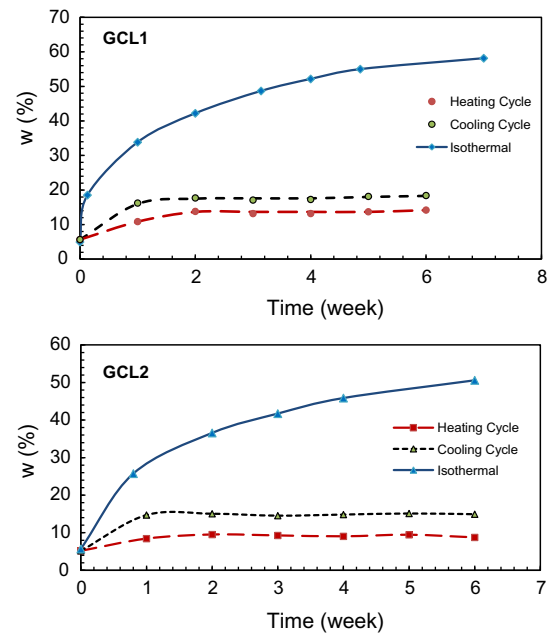 GCL1
70
60
50
40
30
20
10
0
w (%)
Heating Cycle
Cooling Cycle
Isothermal
0 2 4 6 8
Time (week)
GCL2
60
50
40
30
20
10
0
w (%)
Heating Cycle
Cooling Cycle
Isothermal
0 1 2 3 4 5 6 7
Time (week)